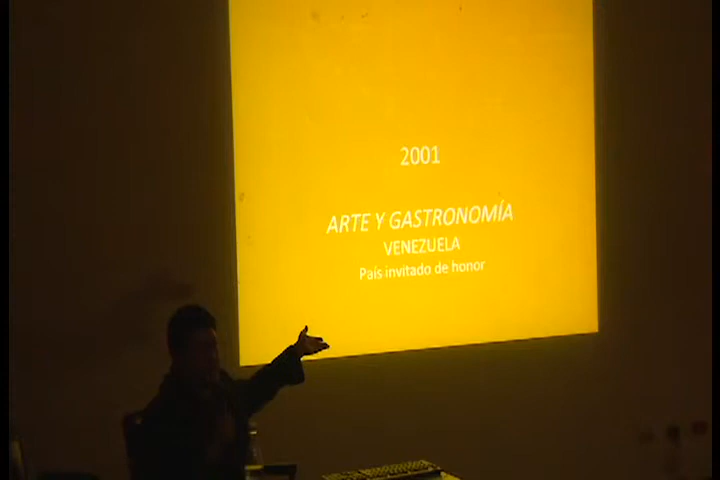 2001
ARTE Y GASTRONOMÍA
VENEZUELA
País invitado de honor